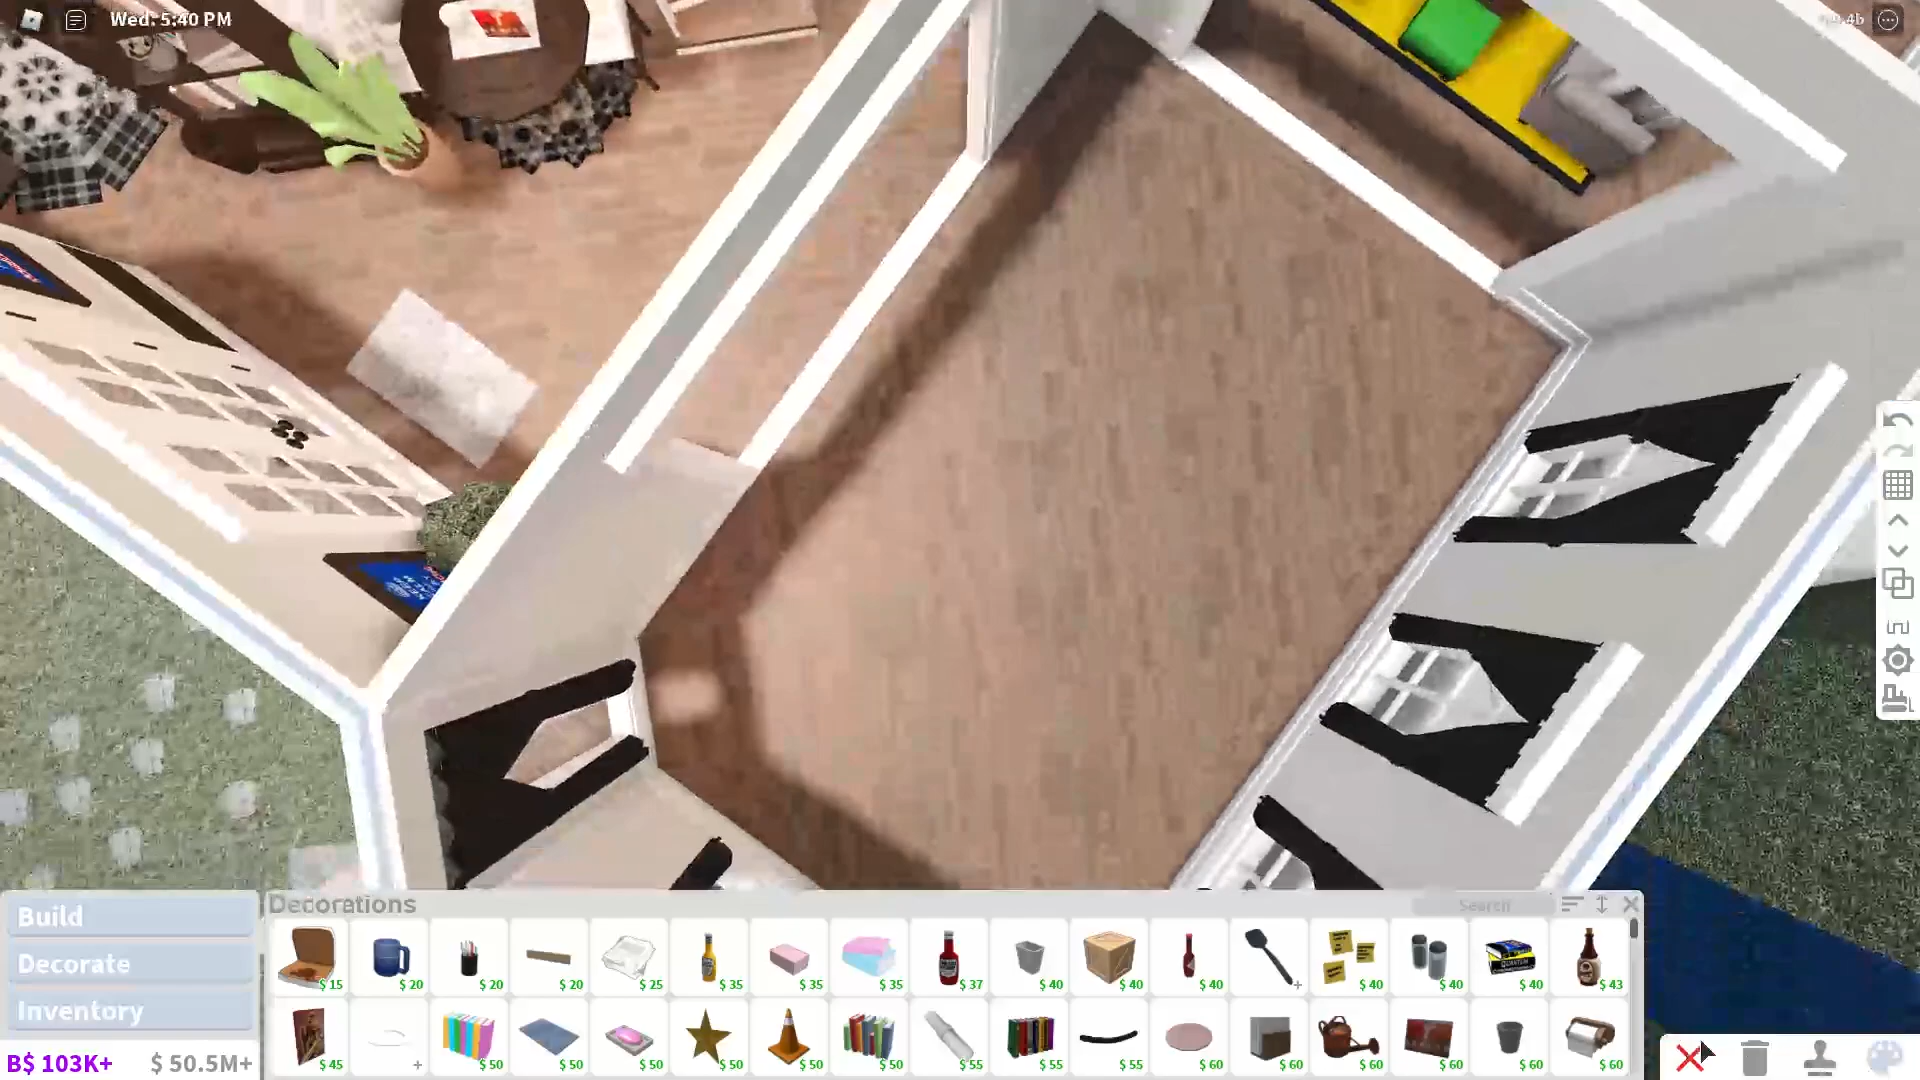 Wed. 5:40 PM
Decorations
Search
Build
Decorate
Inventory
B$ 103K+ $ 50.5M+
$ 15 $ 20 $ 20 $ 20 $ 25 $ 35 $ 35 $ 35 $ 37 $ 40 $ 40 $ 40 + $ 40 $ 40 $ 40 $ 43
$ 45 + $ 50 $ 50 $ 50 $ 50 $ 50 $ 50 $ 55 $ 55 $ 55 $ 60 $ 60 $ 60 $ 60 $ 60 $ 60